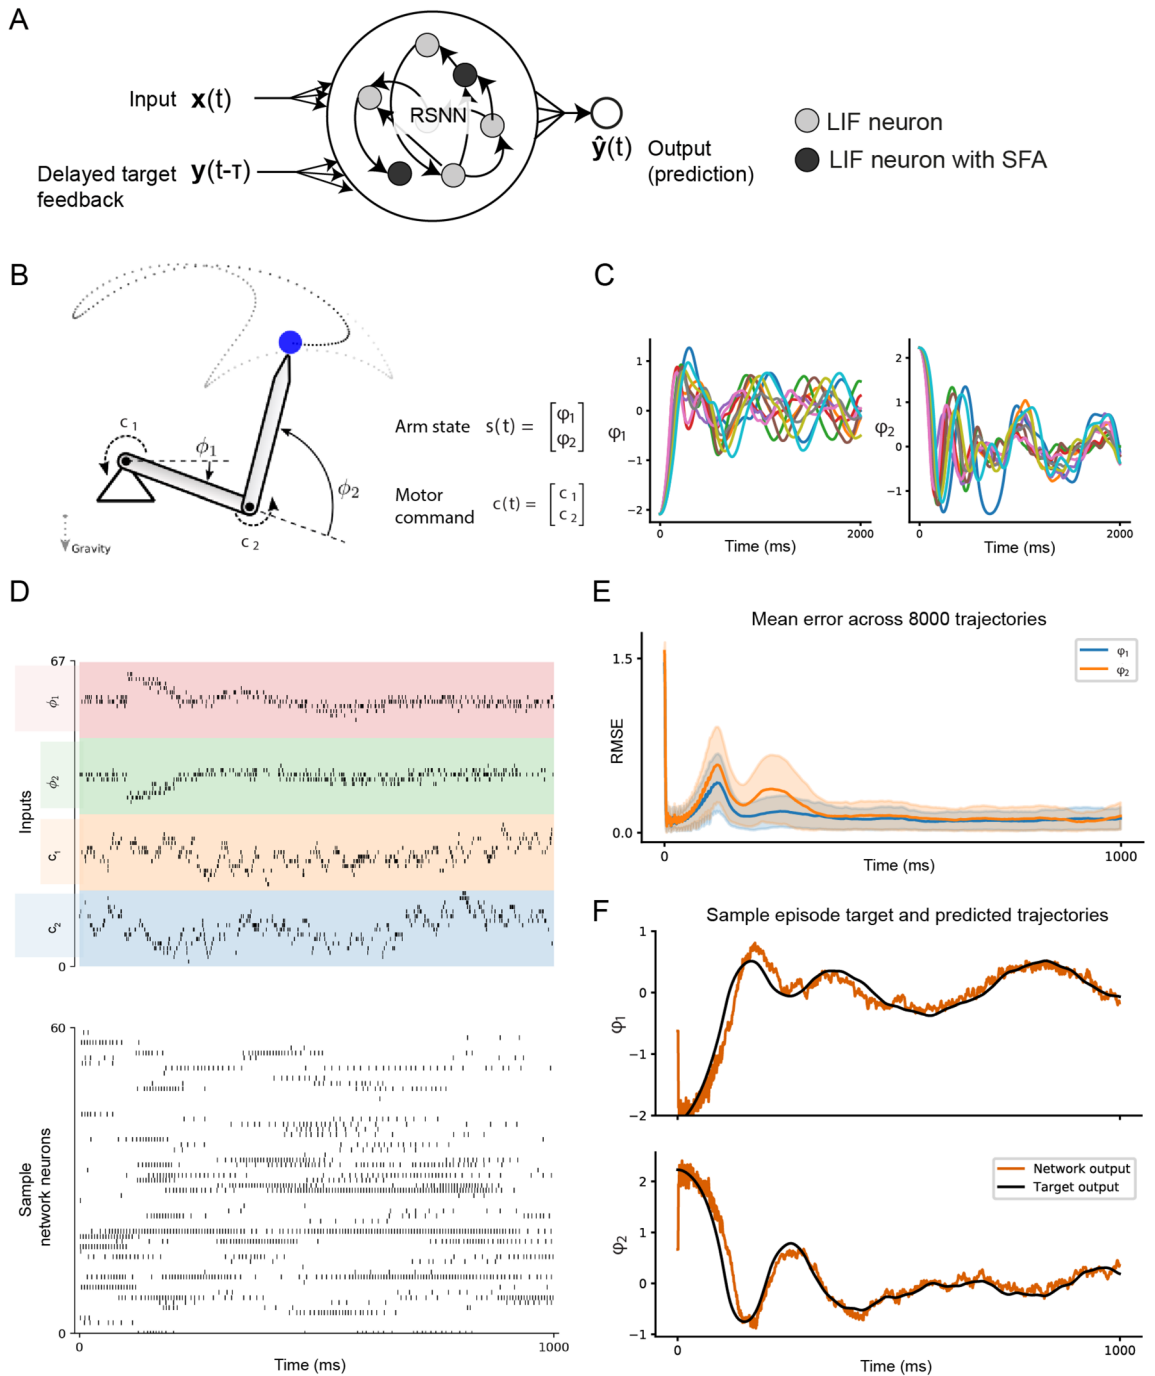 A
Input x(t)
Delayed target y(t-τ)
feedback
RSNN
ŷ(t) Output
(prediction)
LIF neuron
LIF neuron with SFA
B
c 1
ϕ1
ϕ2
c 2
Gravity
Arm state s(t) = [φ1 φ2]
Motor
command c(t) = [c 1 c 2]
C
φ1
1
0
−1
−2
0
2000
Time (ms)
φ2
2
1
0
−1
0
2000
Time (ms)
D
67
0
Inputs
ϕ1
ϕ2
c1
c2
60
0
Sample
network neurons
0
1000
Time (ms)
E
Mean error across 8000 trajectories
φ1
φ2
RMSE
1.5
0.0
0
1000
Time (ms)
F
Sample episode target and predicted trajectories
φ1
1
0
−1
−2
φ2
2
1
0
−1
Network output
Target output
0
1000
Time (ms)